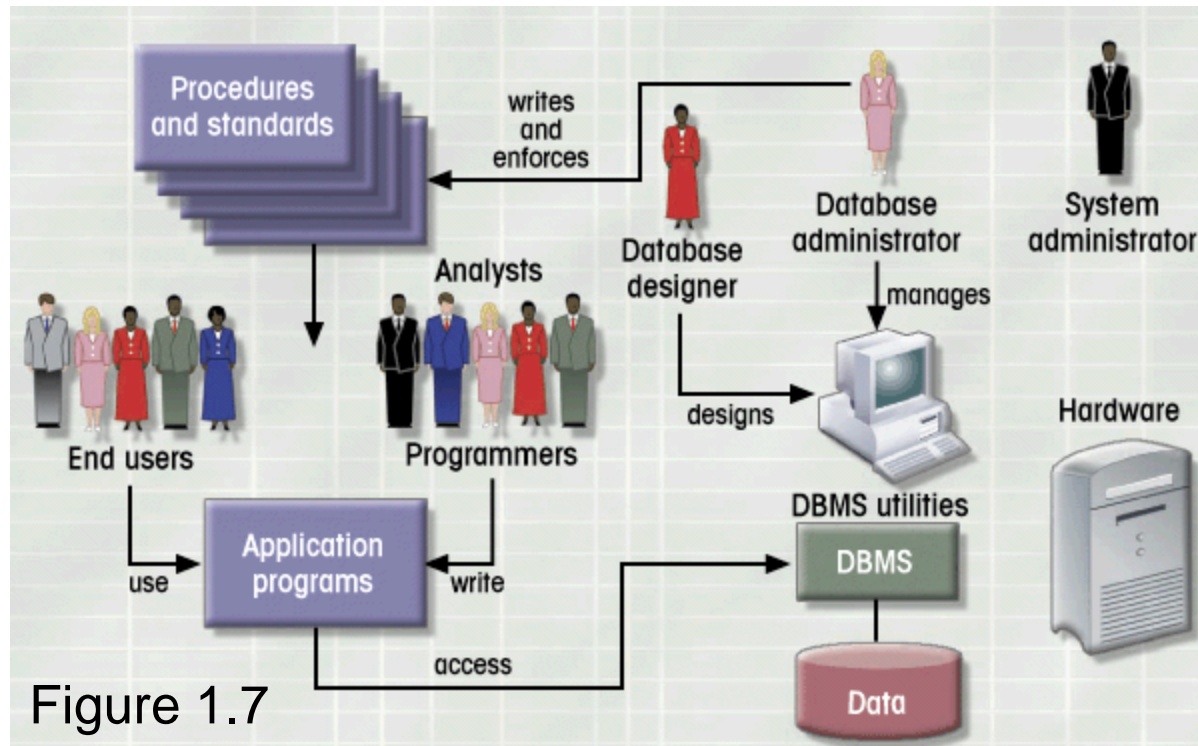 Procedures
and standards
writes
and
enforces
Database
designer
Database
administrator
System
administrator
manages
Analysts
designs
End users
Programmers
Hardware
use
Application
programs
write
DBMS utilities
DBMS
access
Data
Figure 1.7